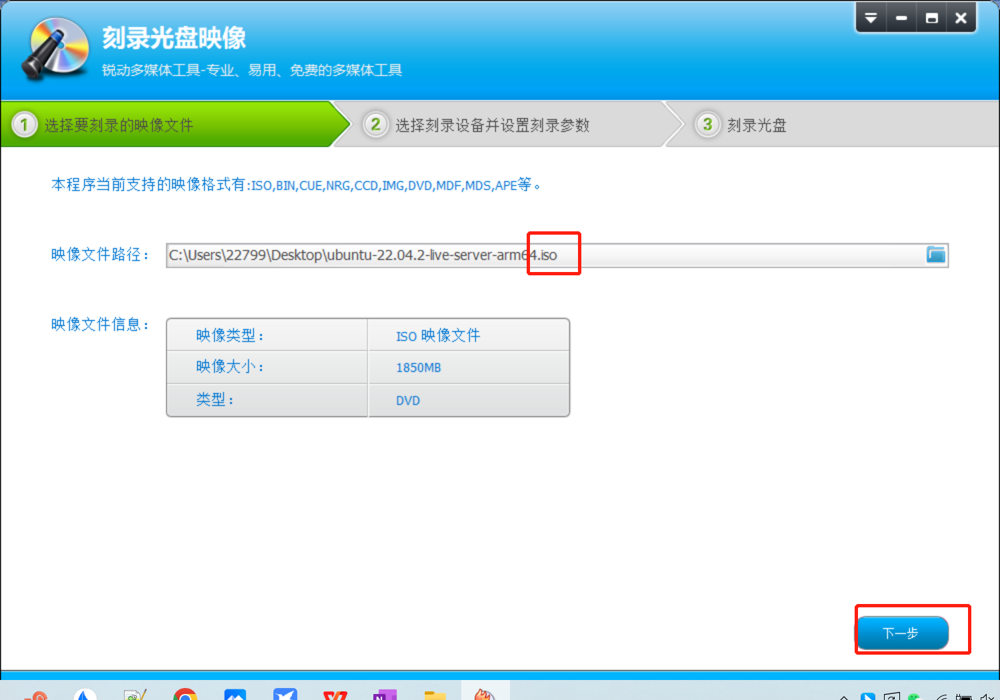 刻录光盘映像
锐动多媒体工具-专业、易用、免费的多媒体工具
1 选择要刻录的映像文件
2 选择刻录设备并设置刻录参数
3 刻录光盘
本程序当前支持的映像格式有:ISO,BIN,CUE,NRG,CCD,IMG,DVD,MDF,MDS,APE等。
映像文件路径： C:\Users\22799\Desktop\ubuntu-22.04.2-live-server-arm64.iso
映像文件信息：
映像类型： ISO 映像文件
映像大小： 1850MB
类型： DVD
下一步